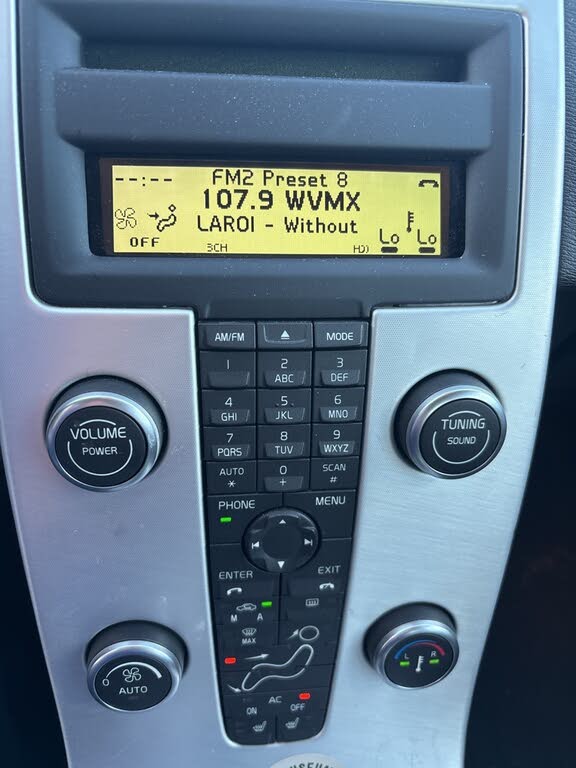 --:-- FM2 Preset 8
107.9 WVMX
LAROI - Without
OFF 3CH HD Lo Lo
AM/FM MODE
1 2 3
ABC DEF
4 5 6
GHI JKL MNO
7 8 9
PQRS TUV WXYZ
AUTO 0 SCAN
* + #
VOLUME
POWER
TUNING
SOUND
PHONE MENU
ENTER EXIT
M A
MAX
AC
ON OFF
0
AUTO
L R